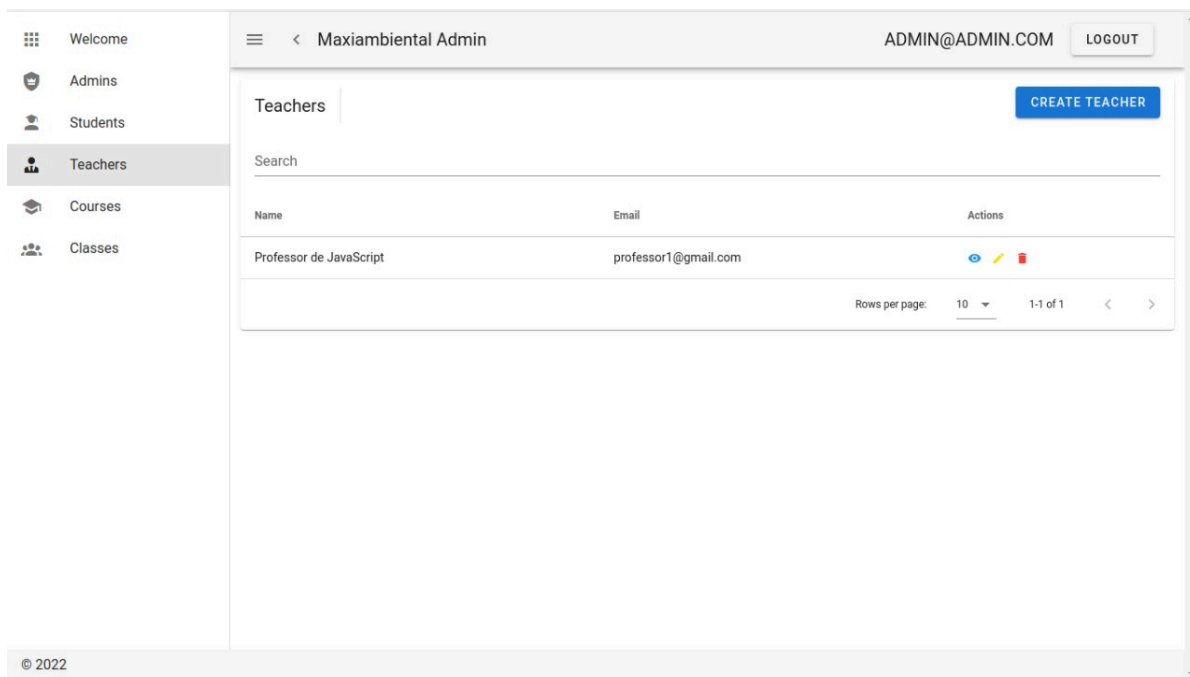 Welcome
Admins
Students
Teachers
Courses
Classes
Maxiambiental Admin
ADMIN@ADMIN.COM LOGOUT
Teachers
CREATE TEACHER
Search
Name Email Actions
Professor de JavaScript professor1@gmail.com
Rows per page: 10 1-1 of 1
© 2022